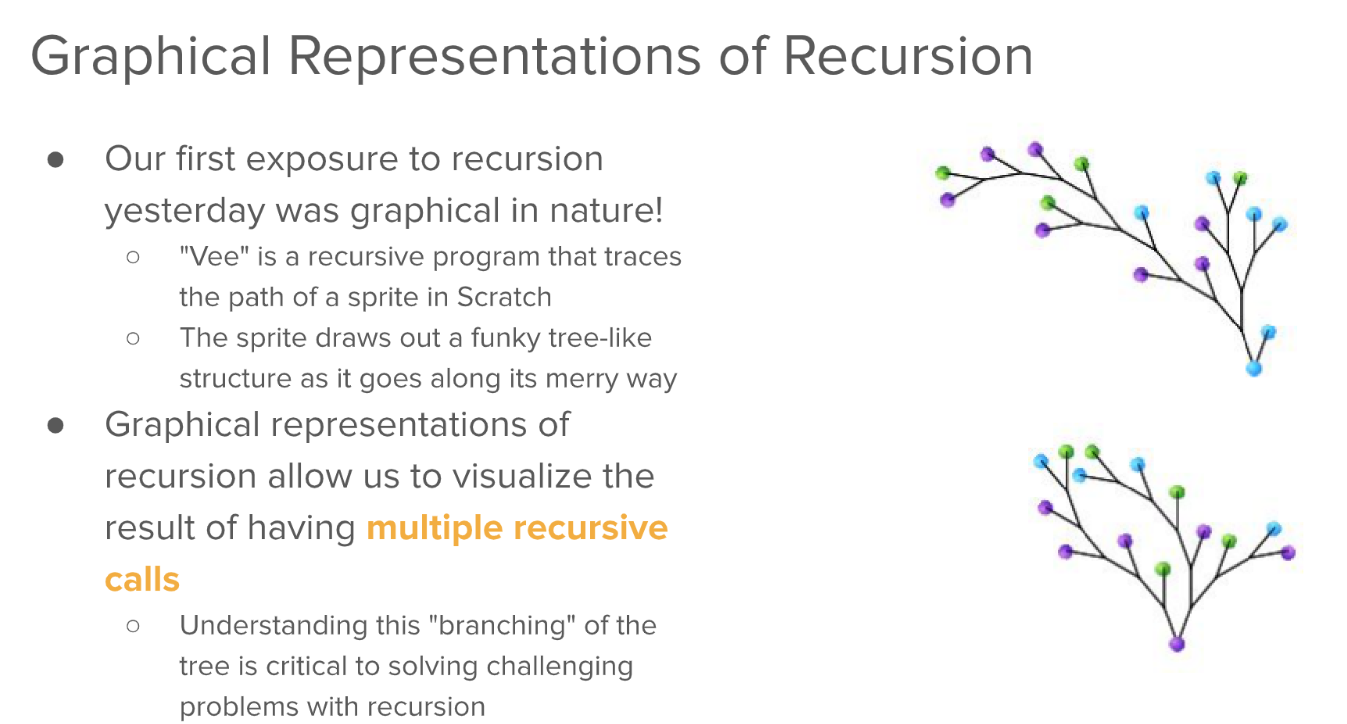 Graphical Representations of Recursion
● Our first exposure to recursion
yesterday was graphical in nature!
○ "Vee" is a recursive program that traces
the path of a sprite in Scratch
○ The sprite draws out a funky tree-like
structure as it goes along its merry way
● Graphical representations of
recursion allow us to visualize the
result of having multiple recursive
calls
○ Understanding this "branching" of the
tree is critical to solving challenging
problems with recursion